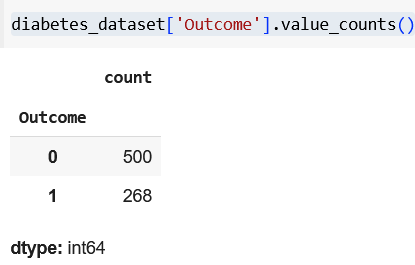 diabetes_dataset['Outcome'].value_counts()
count
Outcome
0 500
1 268
dtype: int64